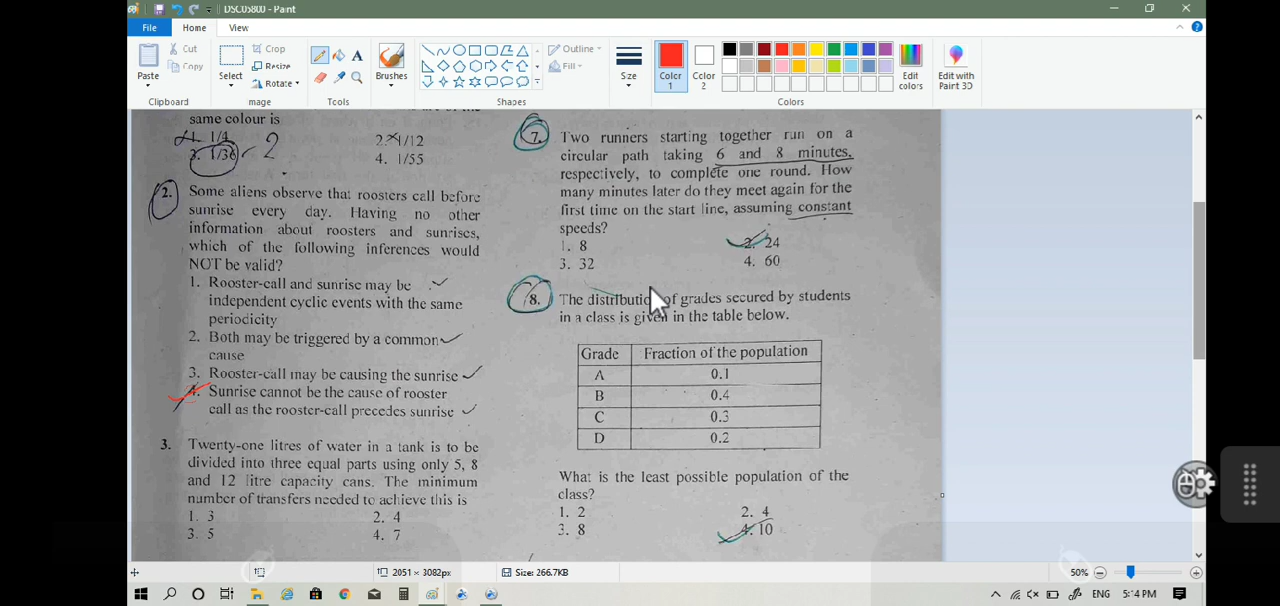 DSC05800 - Paint
File Home View
Cut
Copy
Paste
Clipboard
Crop
Resize
Rotate
Select
mage
Tools
Brushes
Outline
Fill
Shapes
Size
Color 1
Color 2
Edit colors
Edit with Paint 3D
Colors
same colour is
1. 1/4 2. 1/12
3. 1/36 2 4. 1/55
2. Some aliens observe that roosters call before
sunrise every day. Having no other
information about roosters and sunrises,
which of the following inferences would
NOT be valid?
1. Rooster-call and sunrise may be
independent cyclic events with the same
periodicity
2. Both may be triggered by a common
cause
3. Rooster-call may be causing the sunrise
4. Sunrise cannot be the cause of rooster
call as the rooster-call precedes sunrise
3. Twenty-one litres of water in a tank is to be
divided into three equal parts using only 5, 8
and 12 litre capacity cans. The minimum
number of transfers needed to achieve this is
1. 3 2. 4
3. 5 4. 7
7. Two runners starting together run on a
circular path taking 6 and 8 minutes,
respectively, to complete one round. How
many minutes later do they meet again for the
first time on the start line, assuming constant
speeds?
1. 8 2. 24
3. 32 4. 60
8. The distribution of grades secured by students
in a class is given in the table below.
Grade Fraction of the population
A 0.1
B 0.4
C 0.3
D 0.2
What is the least possible population of the
class?
1. 2 2. 4
3. 8 4. 10
2051 × 3082px Size: 266.7KB 50%
ENG 5:14 PM